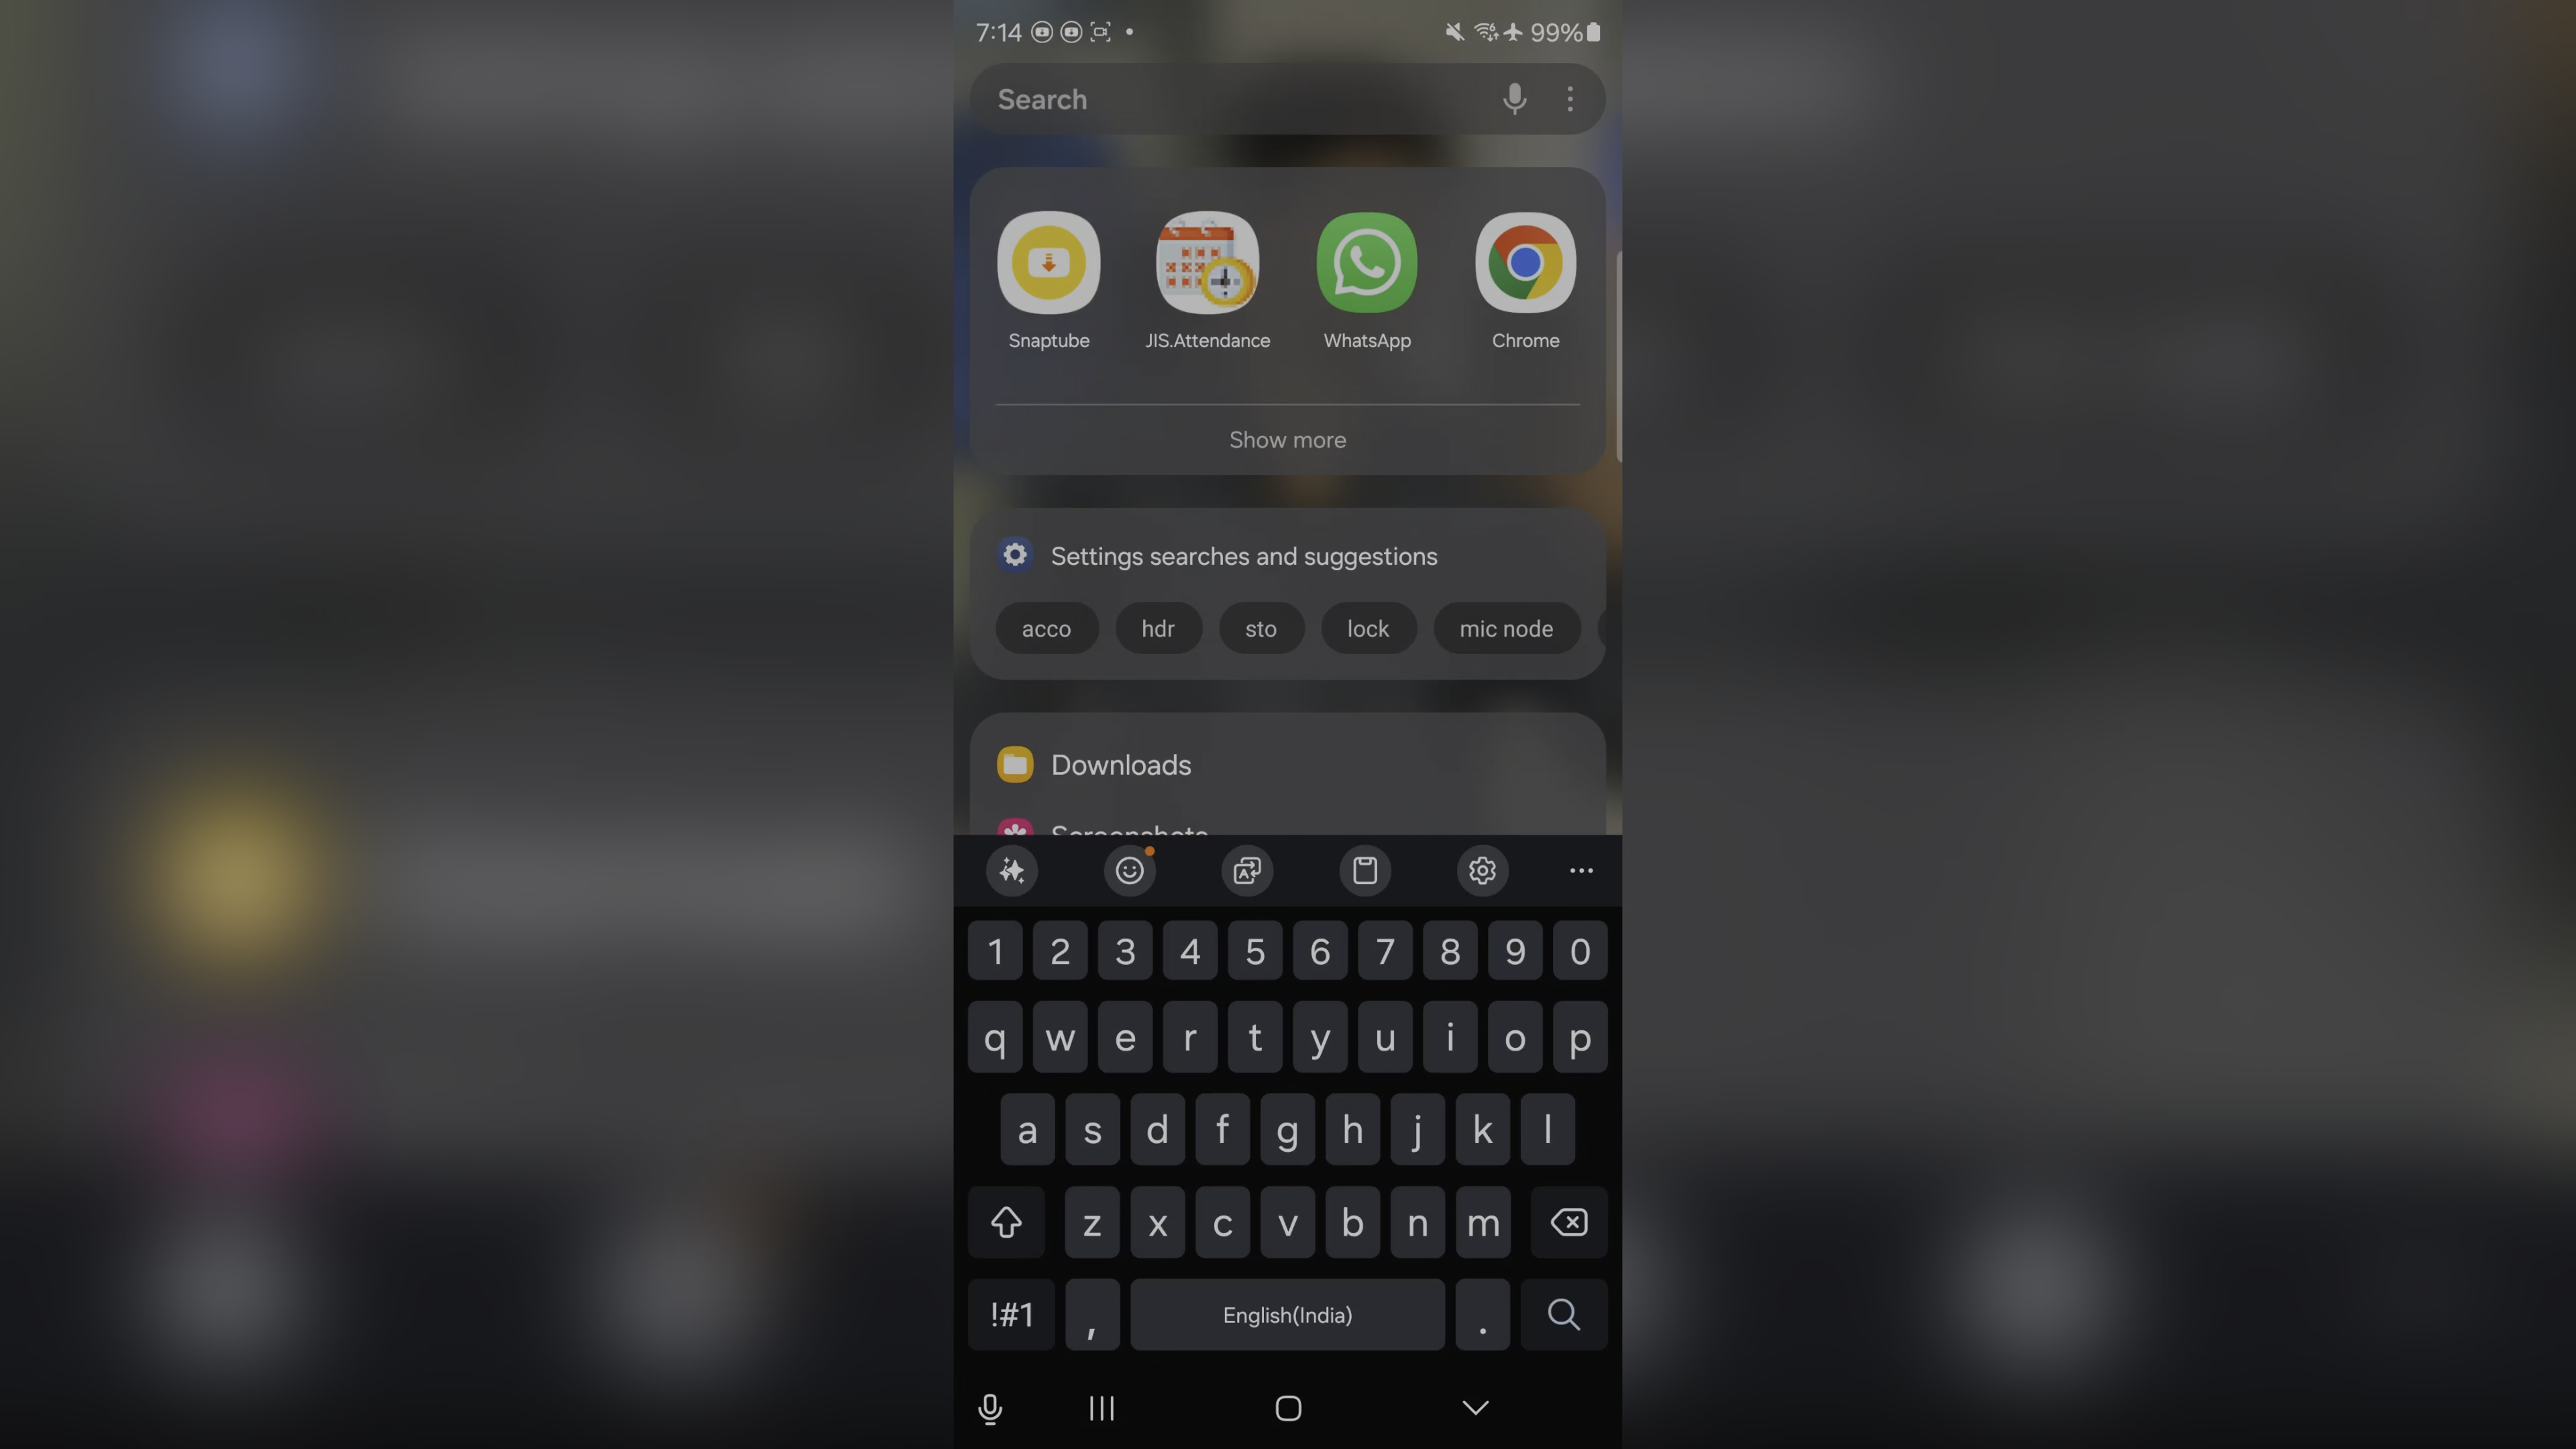 7:14 99%
Search
Snaptube JIS.Attendance WhatsApp Chrome
Show more
Settings searches and suggestions
acco hdr sto lock mic node
Downloads
Screenshots
1 2 3 4 5 6 7 8 9 0
q w e r t y u i o p
a s d f g h j k l
z x c v b n m
!#1 , English(India) .